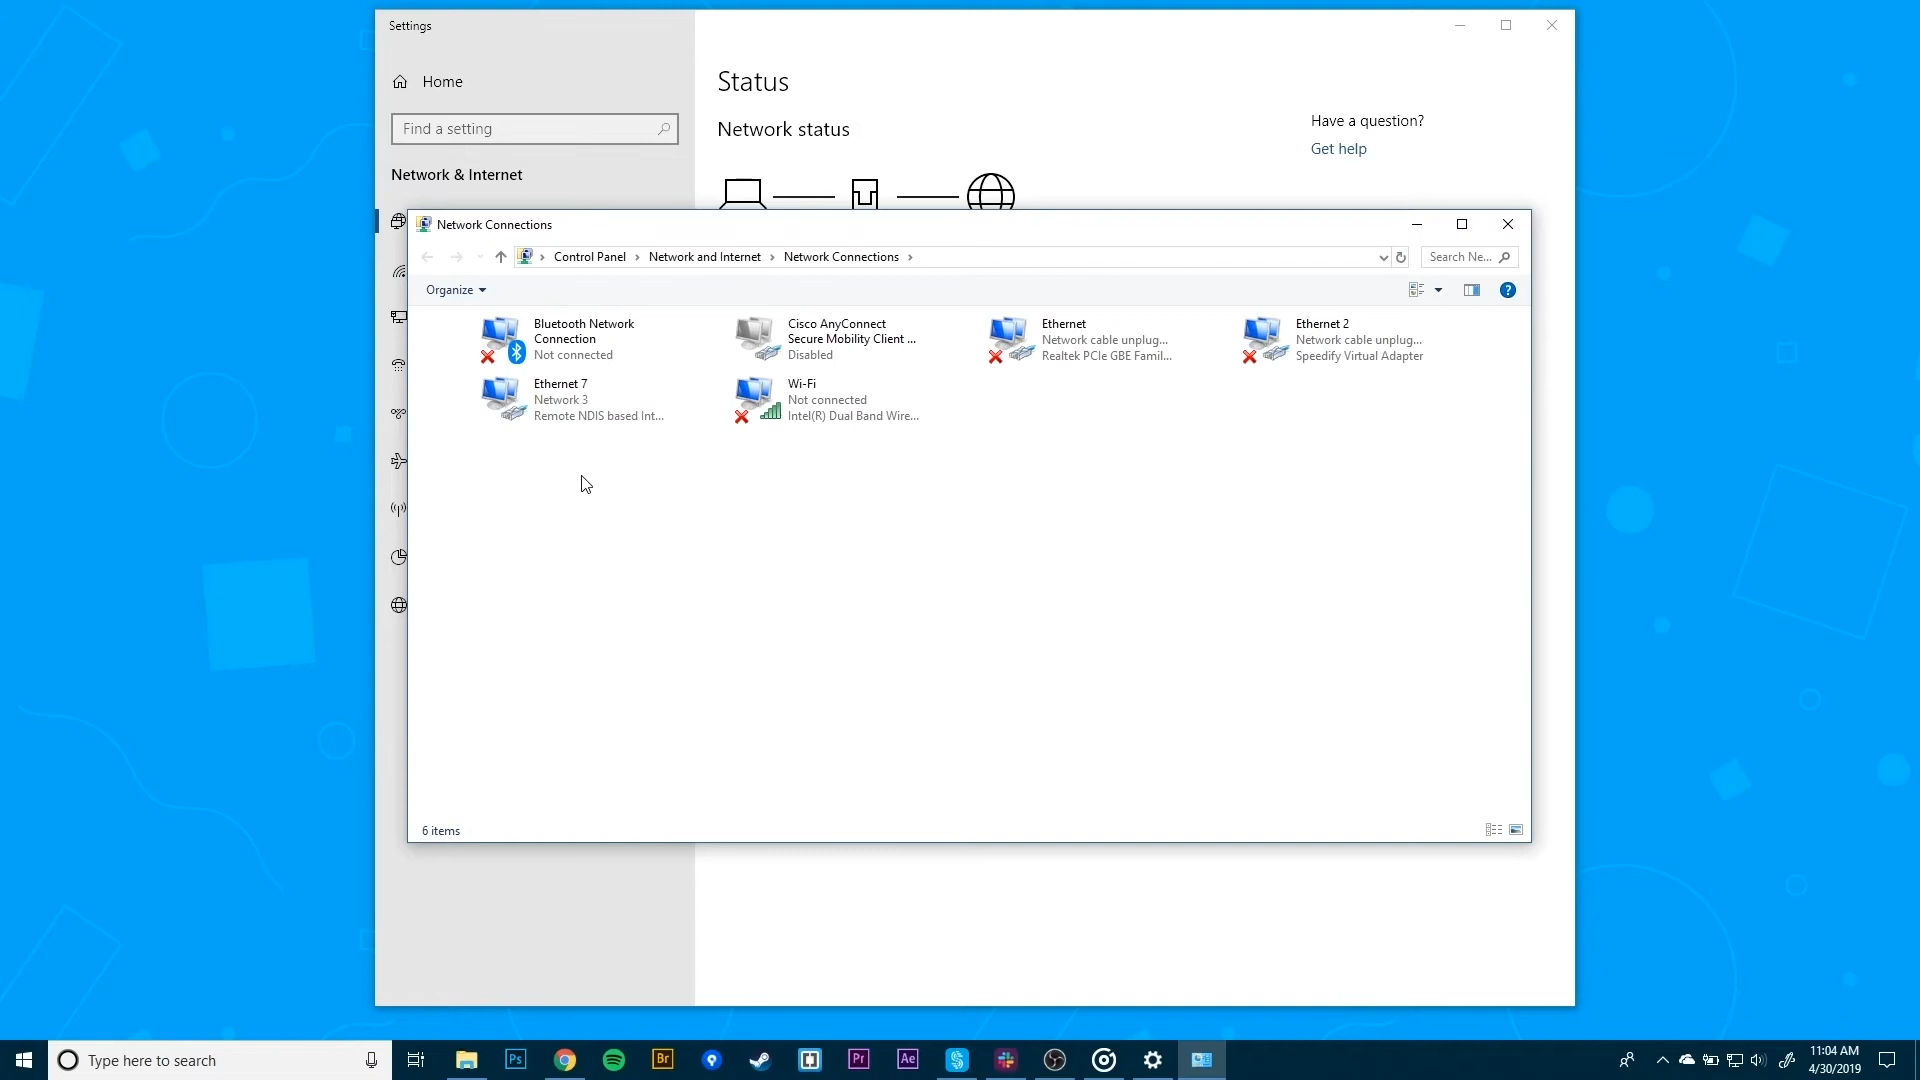 Settings
Home
Find a setting
Network & Internet
Status
Network status
Have a question?
Get help
Network Connections
Control Panel
Network and Internet
Network Connections
Search Ne...
Organize
?
Bluetooth Network
Connection
Not connected
Cisco AnyConnect
Secure Mobility Client ...
Disabled
Ethernet
Network cable unplug...
Realtek PCIe GBE Famil...
Ethernet 2
Network cable unplug...
Speedify Virtual Adapter
Ethernet 7
Network 3
Remote NDIS based Int...
Wi-Fi
Not connected
Intel(R) Dual Band Wire...
6 items
Type here to search
Ps
Br
Pr
Ae
11:04 AM
4/30/2019